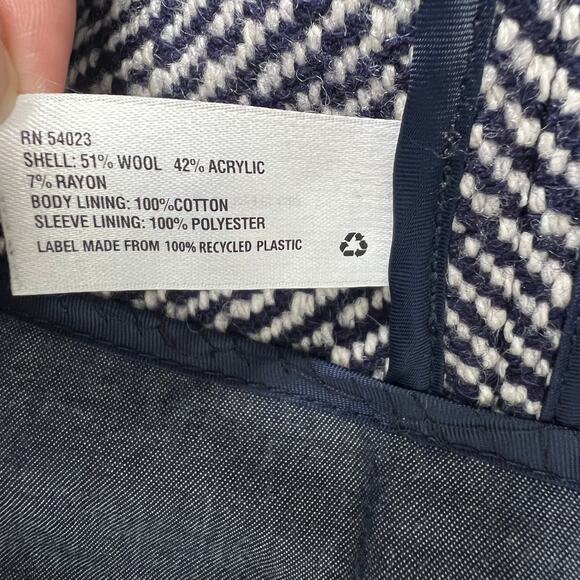 RN 54023
SHELL: 51% WOOL 42% ACRYLIC
7% RAYON
BODY LINING: 100%COTTON
SLEEVE LINING: 100% POLYESTER
LABEL MADE FROM 100% RECYCLED PLASTIC